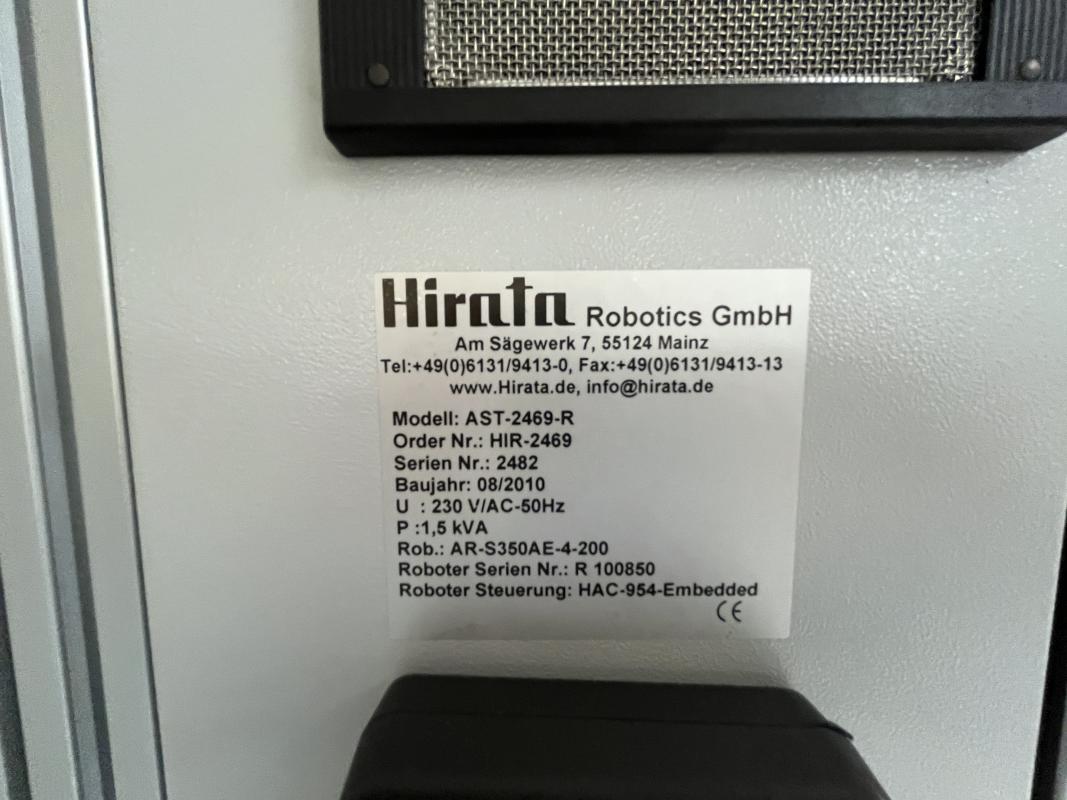 Hirata Robotics GmbH
Am Sägewerk 7, 55124 Mainz
Tel:+49(0)6131/9413-0, Fax:+49(0)6131/9413-13
www.Hirata.de, info@hirata.de
Modell: AST-2469-R
Order Nr.: HIR-2469
Serien Nr.: 2482
Baujahr: 08/2010
U : 230 V/AC-50Hz
P :1,5 kVA
Rob.: AR-S350AE-4-200
Roboter Serien Nr.: R 100850
Roboter Steuerung: HAC-954-Embedded
CE